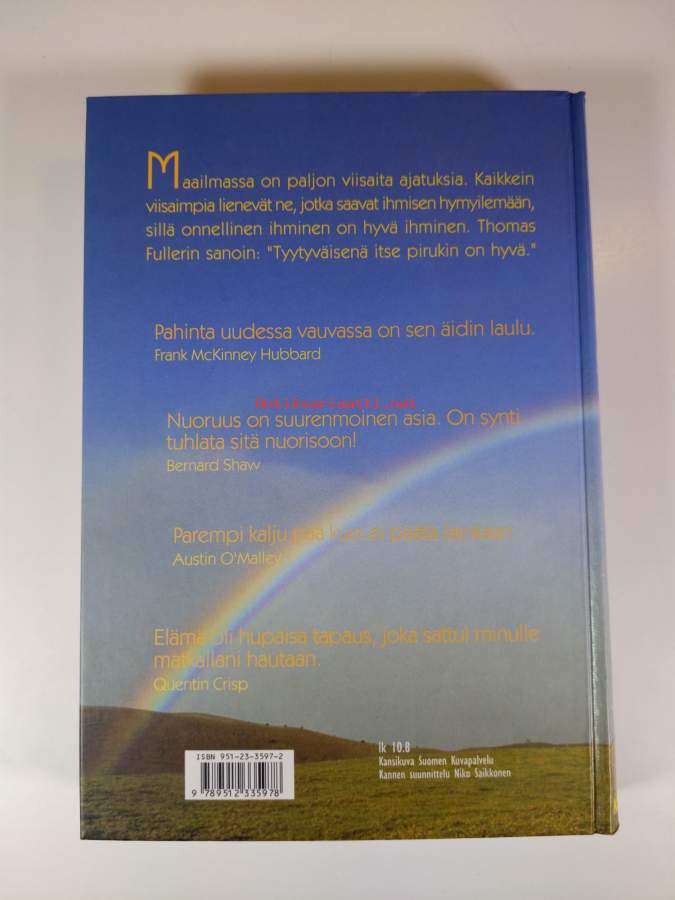 Maailmassa on paljon viisaita ajatuksia. Kaikkein
viisaimpia lienevät ne, jotka saavat ihmisen hymyilemään,
sillä onnellinen ihminen on hyvä ihminen. Thomas
Fullerin sanoin: "Tyytyväisenä itse pirukin on hyvä."
Pahinta uudessa vauvassa on sen äidin laulu.
Frank McKinney Hubbard
Antikvariaatti.net
Nuoruus on suurenmoinen asia. On synti
tuhlata sitä nuorisoon!
Bernard Shaw
Parempi kalju pää kuin ei päätä lainkaan.
Austin O'Malley
Elämä oli hupaisa tapaus, joka sattui minulle
matkallani hautaan.
Quentin Crisp
ISBN 951-23-3597-2
9 789512 335978
lk 10.8
Kansikuva Suomen Kuvapalvelu
Kannen suunnittelu Niko Saikkonen